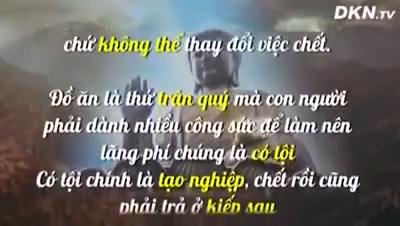 DKN.TV
chứ không thể thay đổi việc chết.
Đồ ăn là thứ trân quý mà con người
phải dành nhiều công sức để làm nên
lãng phí chúng là có tội
Có tội chính là tạo nghiệp, chết rồi cũng
phải trả ở kiếp sau